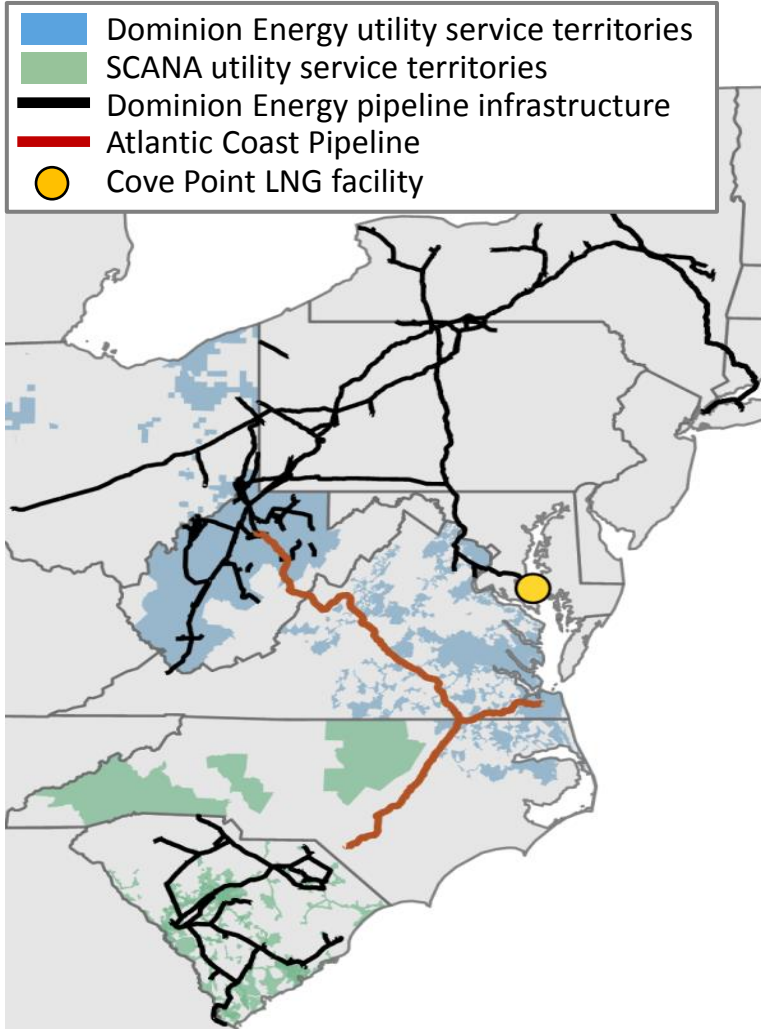 Dominion Energy utility service territories
SCANA utility service territories
Dominion Energy pipeline infrastructure
Atlantic Coast Pipeline
Cove Point LNG facility